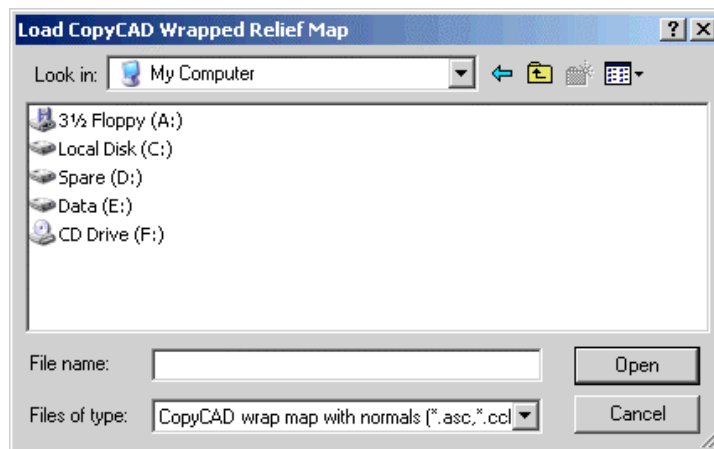 Load CopyCAD Wrapped Relief Map
Look in: My Computer
3½ Floppy (A:)
Local Disk (C:)
Spare (D:)
Data (E:)
CD Drive (F:)
File name: Open
Files of type: CopyCAD wrap map with normals (*.asc,*.ccl Cancel